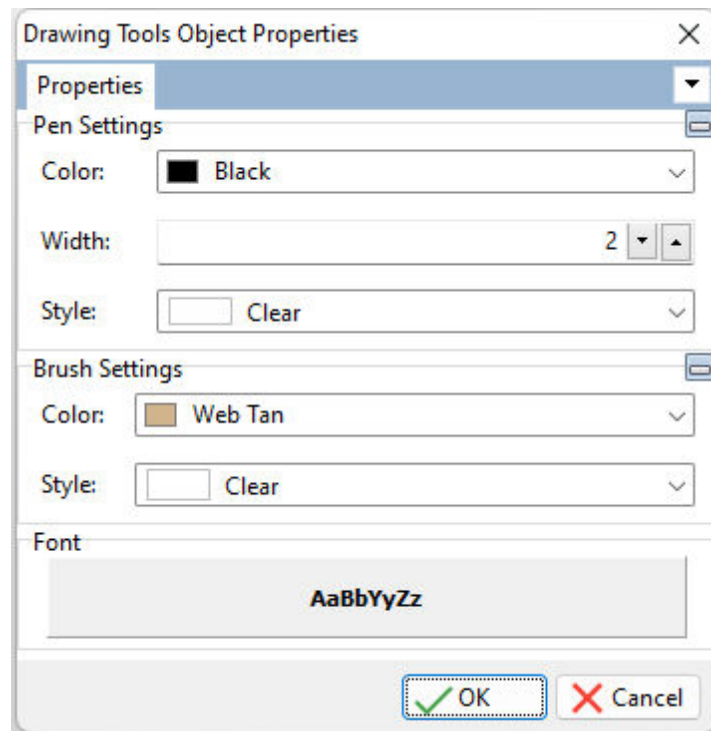 Drawing Tools Object Properties
Properties
Pen Settings
Color: Black
Width: 2
Style: Clear
Brush Settings
Color: Web Tan
Style: Clear
Font
AaBbYyZz
OK Cancel